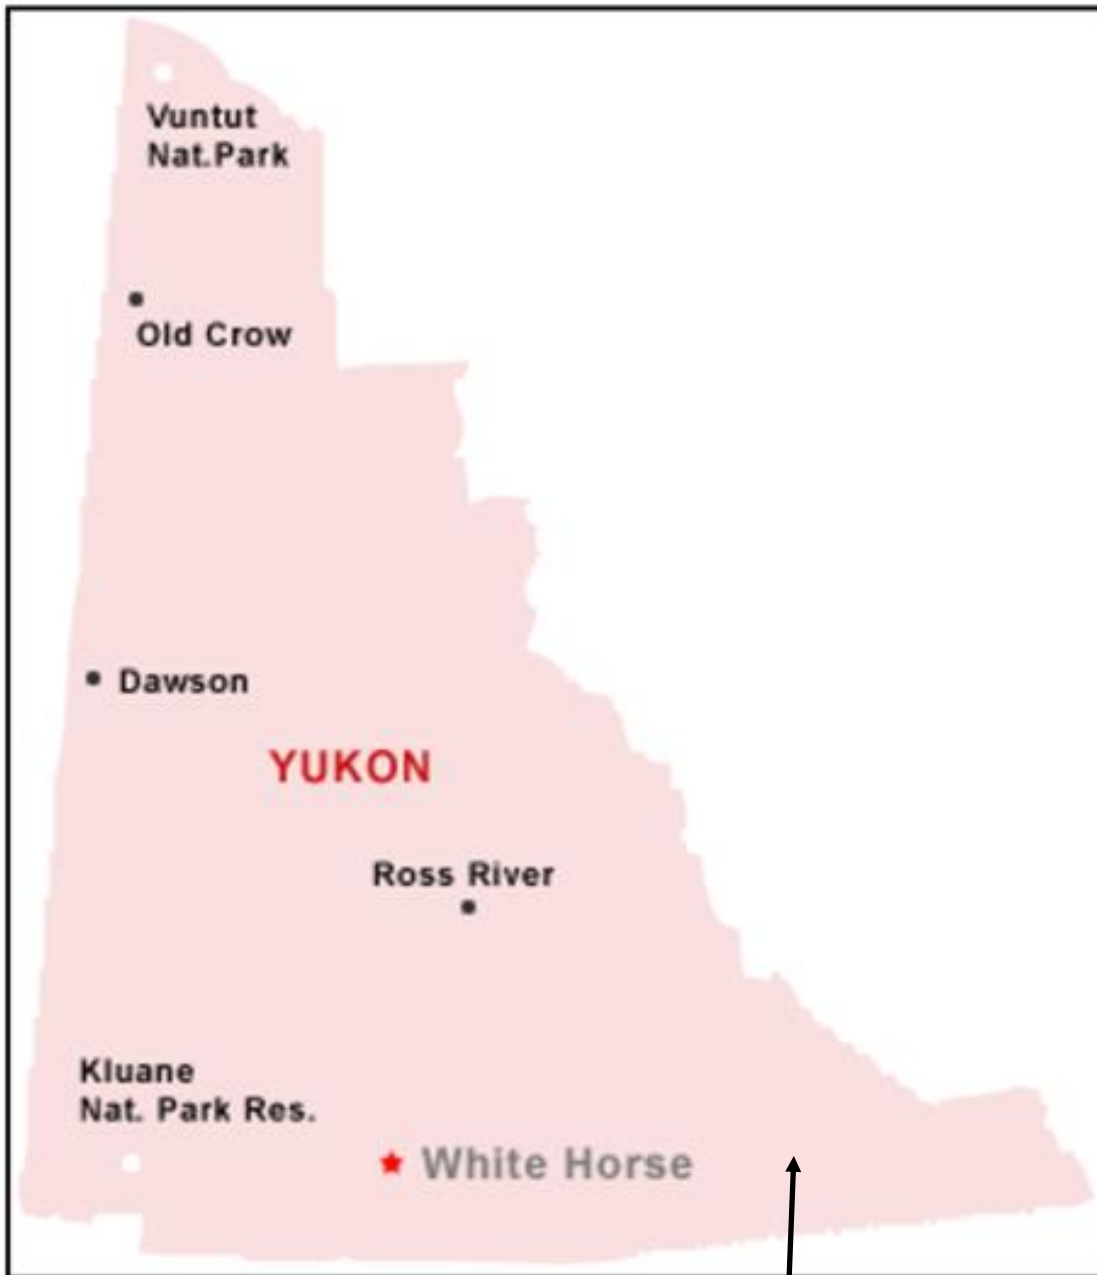 Vuntut
Nat.Park
Old Crow
Dawson
YUKON
Ross River
Kluane
Nat. Park Res.
White Horse